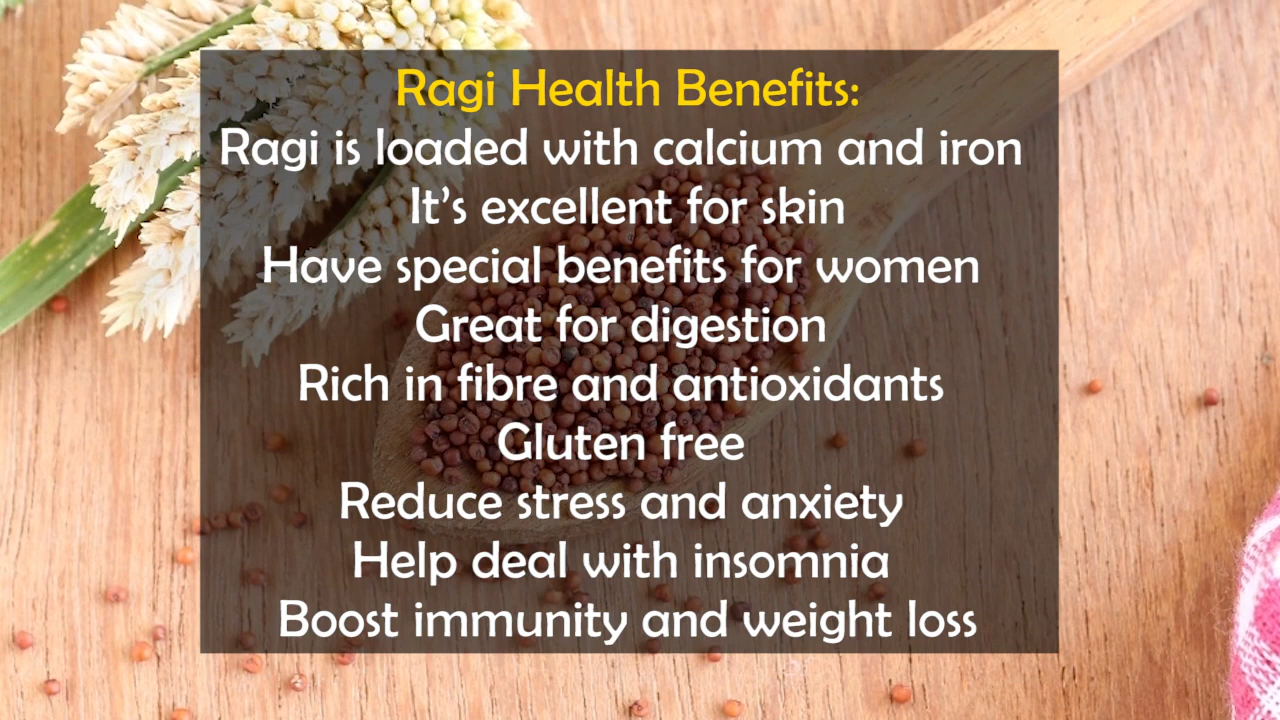 Ragi Health Benefits:
Ragi is loaded with calcium and iron
It’s excellent for skin
Have special benefits for women
Great for digestion
Rich in fibre and antioxidants
Gluten free
Reduce stress and anxiety
Help deal with insomnia
Boost immunity and weight loss